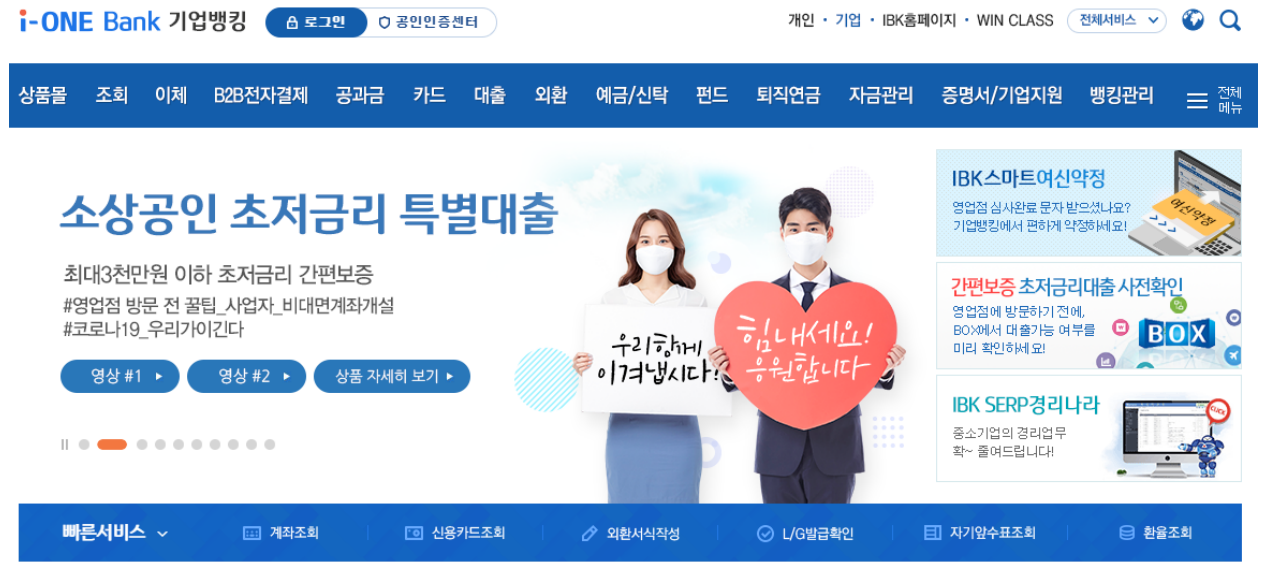 i-ONE Bank 기업뱅킹
로그인
공인인증센터
개인 · 기업 · IBK홈페이지 · WIN CLASS
전체서비스
상품몰 조회 이체 B2B전자결제 공과금 카드 대출 외환 예금/신탁 펀드 퇴직연금 자금관리 증명서/기업지원 뱅킹관리
전체
메뉴
소상공인 초저금리 특별대출
최대3천만원 이하 초저금리 간편보증
#영업점 방문 전 꿀팁_사업자_비대면계좌개설
#코로나19_우리가이긴다
영상 #1
영상 #2
상품 자세히 보기
우리함께
이겨냅시다!
힘내세요!
응원합니다
IBK스마트여신약정
영업점 심사완료 문자 받으셨나요?
기업뱅킹에서 편하게 약정하세요!
여신약정
간편보증 초저금리대출 사전확인
영업점에 방문하기 전에,
BOX에서 대출가능 여부를
미리 확인하세요!
BOX
IBK SERP경리나라
중소기업의 경리업무
확~ 줄여드립니다!
CLICK
빠른서비스
계좌조회
신용카드조회
외환서식작성
L/G발급확인
자기앞수표조회
환율조회